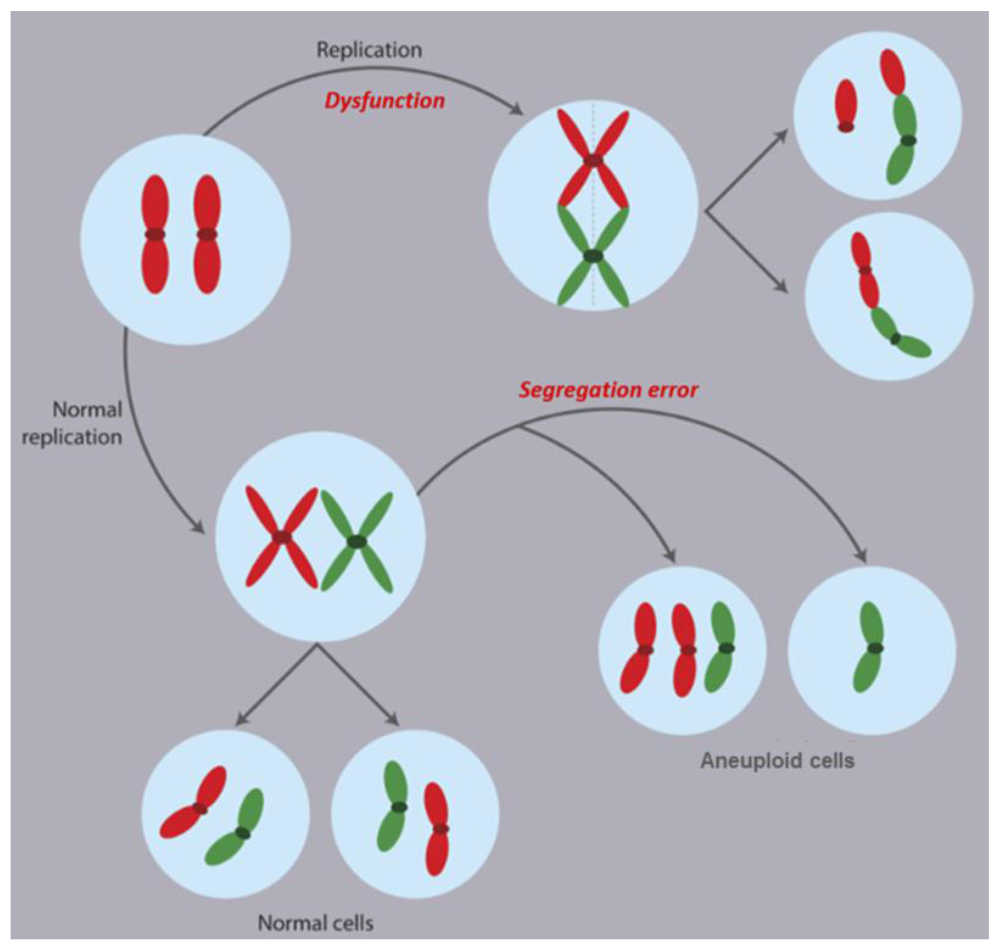 Replication
Dysfunction
Segregation error
Normal
replication
Aneuploid cells
Normal cells